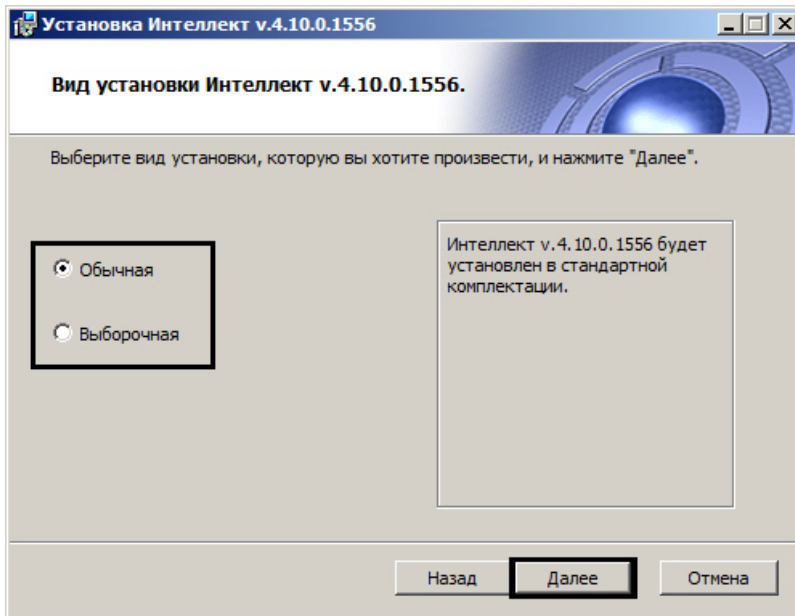 Установка Интеллект v.4.10.0.1556
Вид установки Интеллект v.4.10.0.1556.
Выберите вид установки, которую вы хотите произвести, и нажмите "Далее".
Обычная
Выборочная
Интеллект v.4.10.0.1556 будет
установлен в стандартной
комплектации.
Назад
Далее
Отмена